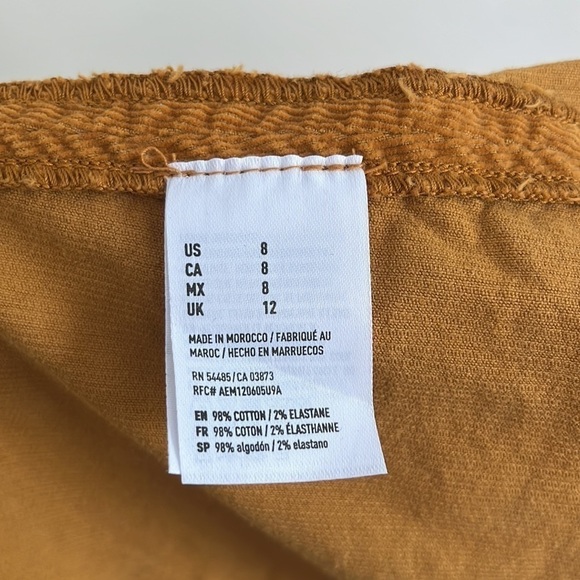 US 8
CA 8
MX 8
UK 12
MADE IN MOROCCO / FABRIQUÉ AU
MAROC / HECHO EN MARRUECOS
RN 54485 / CA 03873
RFC# AEM120605U9A
EN 98% COTTON / 2% ELASTANE
FR 98% COTON / 2% ÉLASTHANNE
SP 98% algodón / 2% elastano